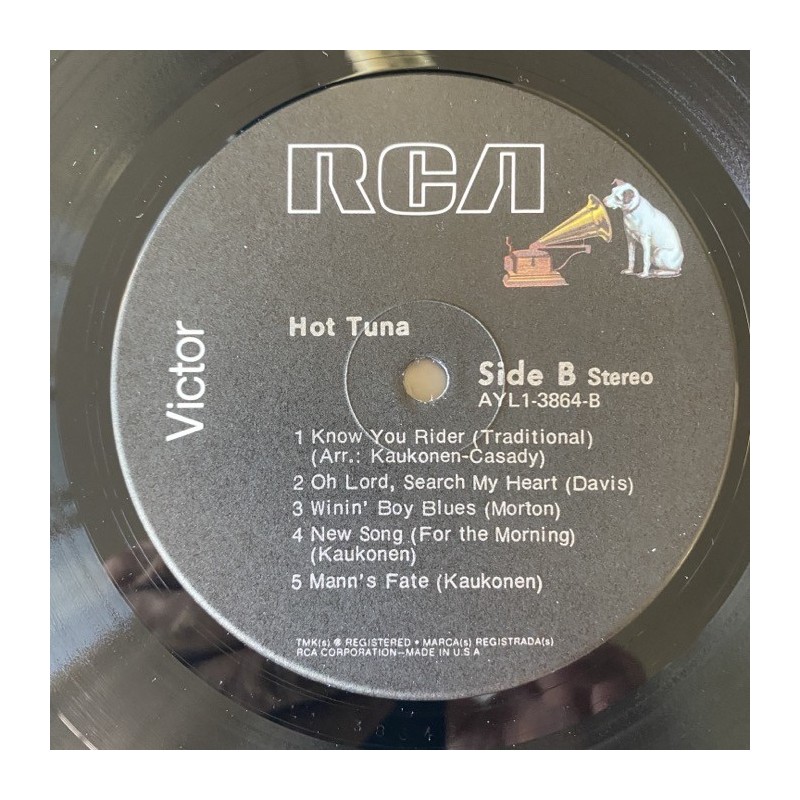 RCA
Victor
Hot Tuna
Side B Stereo
AYL1-3864-B
1 Know You Rider (Traditional)
(Arr.: Kaukonen-Casady)
2 Oh Lord, Search My Heart (Davis)
3 Winin' Boy Blues (Morton)
4 New Song (For the Morning)
(Kaukonen)
5 Mann's Fate (Kaukonen)
TMK(s) ® REGISTERED • MARCA(s) REGISTRADA(s)
RCA CORPORATION—MADE IN U.S.A